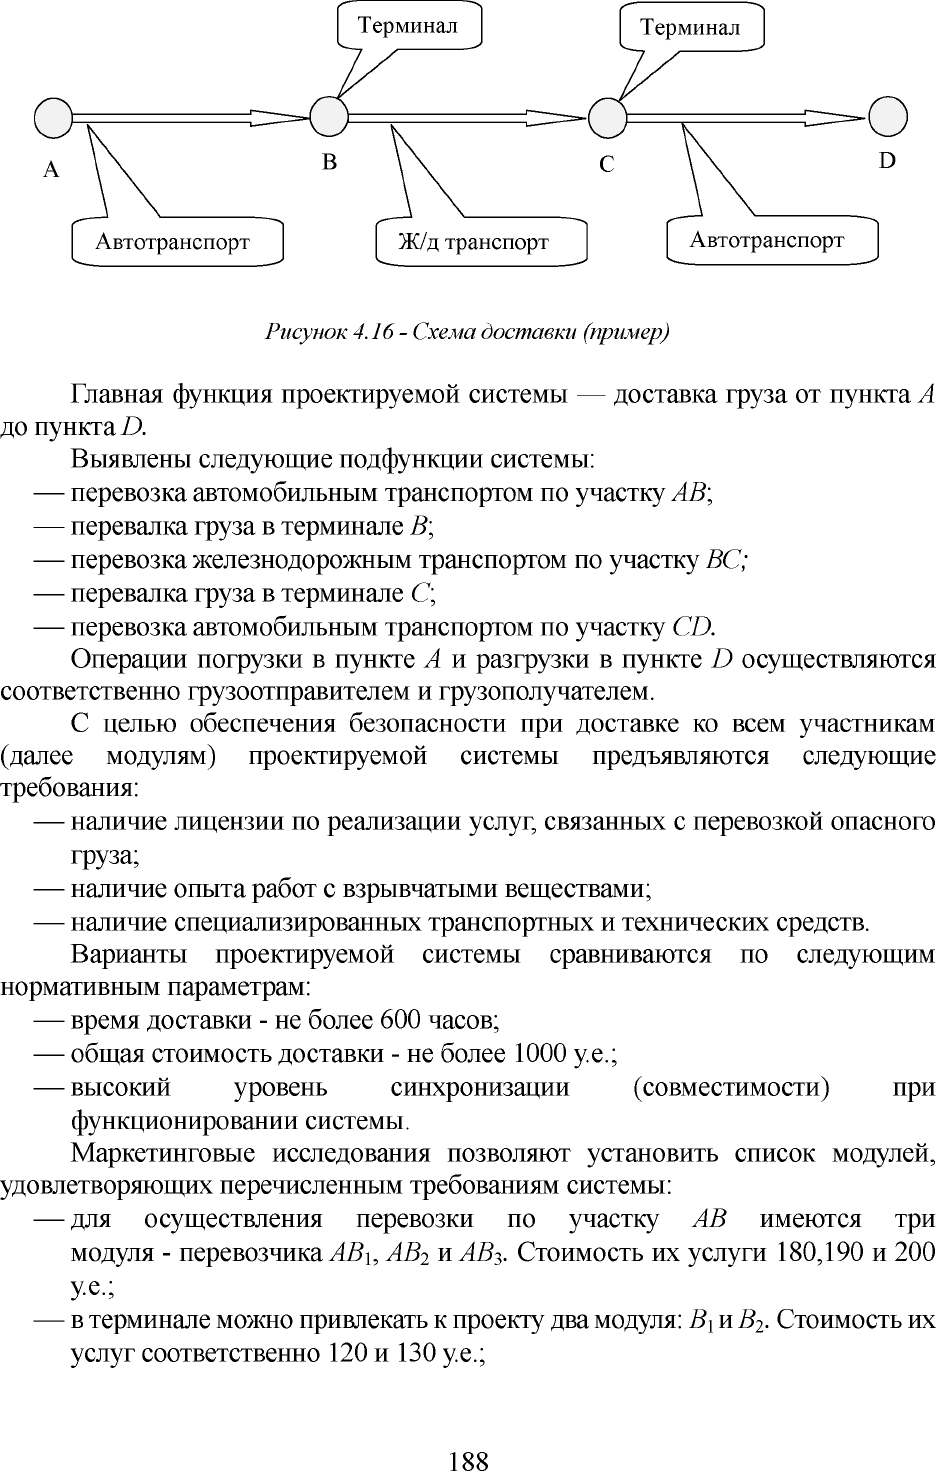 Терминал
Терминал
A
B
C
D
Автотранспорт
Ж/д транспорт
Автотранспорт
Рисунок 4.16 - Схема доставки (пример)
Главная функция проектируемой системы — доставка груза от пункта A
до пункта D.
Выявлены следующие подфункции системы:
— перевозка автомобильным транспортом по участку AB;
— перевалка груза в терминале B;
— перевозка железнодорожным транспортом по участку BC;
— перевалка груза в терминале C;
— перевозка автомобильным транспортом по участку CD.
Операции погрузки в пункте A и разгрузки в пункте D осуществляются
соответственно грузоотправителем и грузополучателем.
С целью обеспечения безопасности при доставке ко всем участникам
(далее модулям) проектируемой системы предъявляются следующие
требования:
— наличие лицензии по реализации услуг, связанных с перевозкой опасного
груза;
— наличие опыта работ с взрывчатыми веществами;
— наличие специализированных транспортных и технических средств.
Варианты проектируемой системы сравниваются по следующим
нормативным параметрам:
— время доставки - не более 600 часов;
— общая стоимость доставки - не более 1000 у.е.;
— высокий уровень синхронизации (совместимости) при
функционировании системы.
Маркетинговые исследования позволяют установить список модулей,
удовлетворяющих перечисленным требованиям системы:
— для осуществления перевозки по участку AB имеются три
модуля - перевозчика AB₁, AB₂ и AB₃. Стоимость их услуги 180,190 и 200
у.е.;
— в терминале можно привлекать к проекту два модуля: B₁ и B₂. Стоимость их
услуг соответственно 120 и 130 у.е.;
188